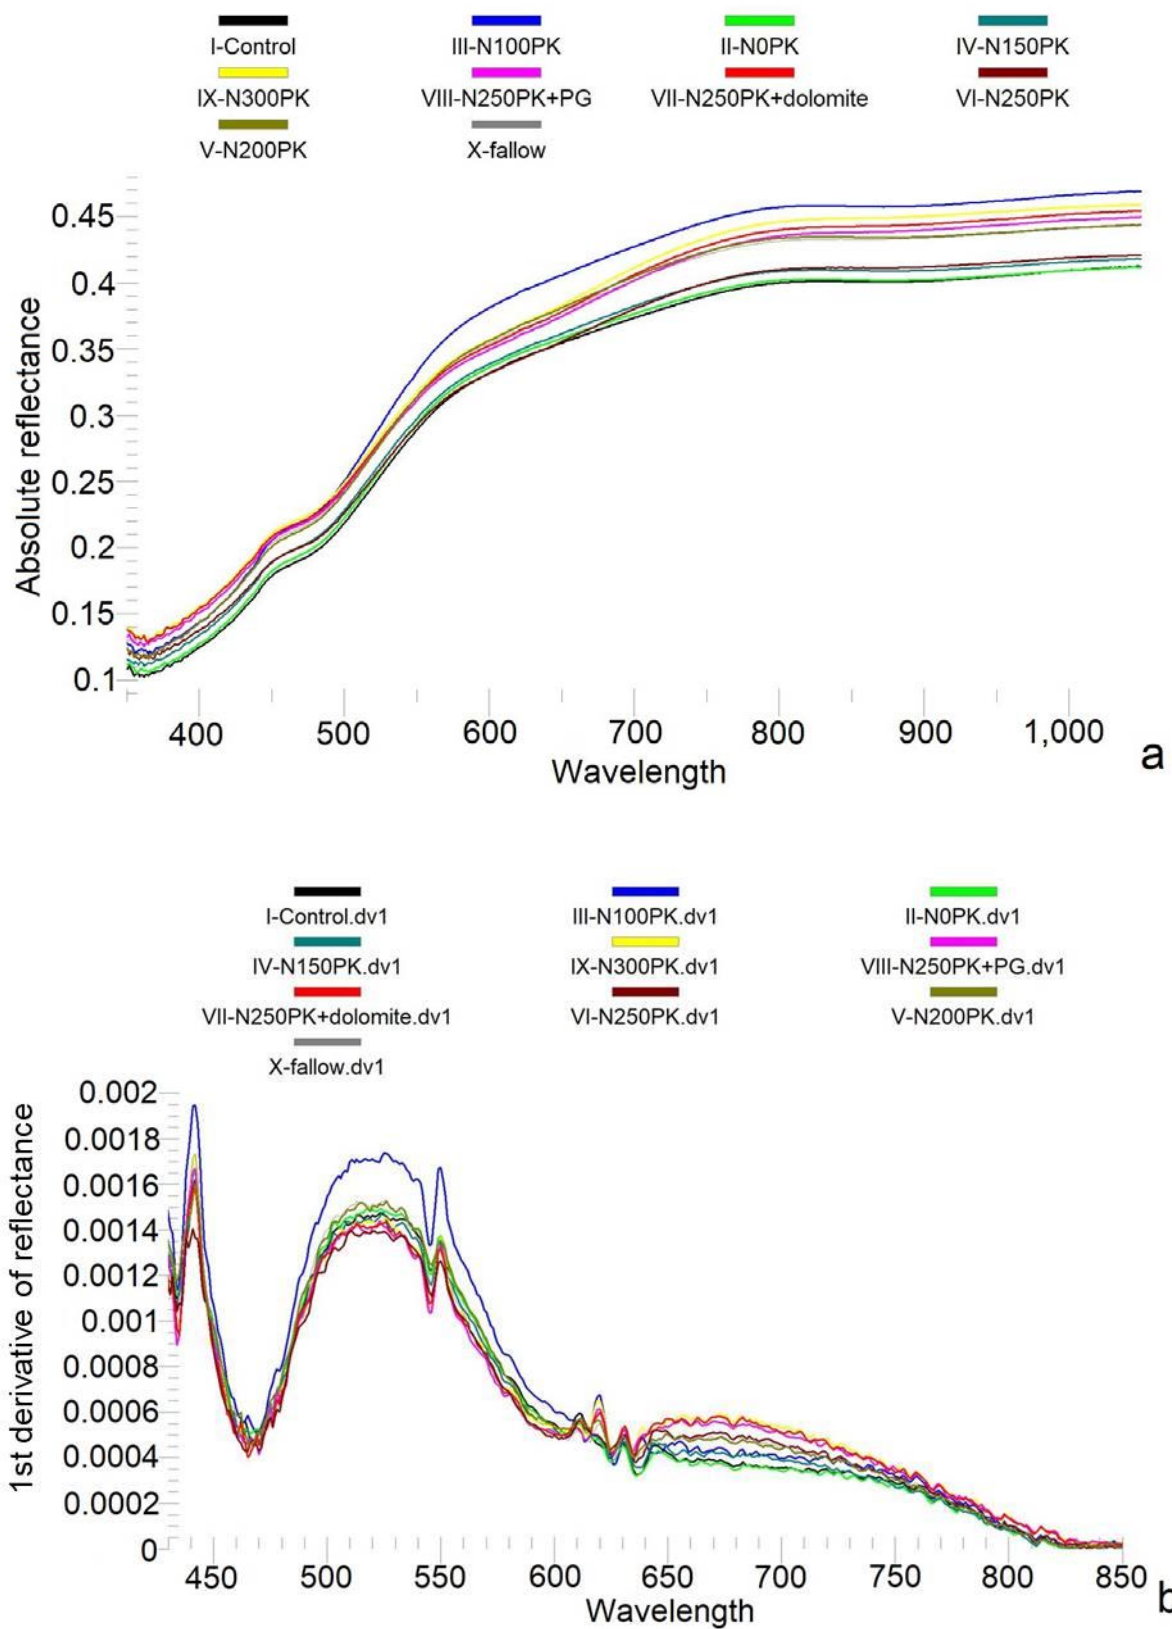 I-Control III-N100PK II-N0PK IV-N150PK
IX-N300PK VIII-N250PK+PG VII-N250PK+dolomite VI-N250PK
V-N200PK X-fallow
Absolute reflectance
0.45
0.4
0.35
0.3
0.25
0.2
0.15
0.1
400 500 600 700 800 900 1,000
Wavelength
a
I-Control.dv1 III-N100PK.dv1 II-N0PK.dv1
IV-N150PK.dv1 IX-N300PK.dv1 VIII-N250PK+PG.dv1
VII-N250PK+dolomite.dv1 VI-N250PK.dv1 V-N200PK.dv1
X-fallow.dv1
1st derivative of reflectance
0.002
0.0018
0.0016
0.0014
0.0012
0.001
0.0008
0.0006
0.0004
0.0002
0
450 500 550 600 650 700 750 800 850
Wavelength
b